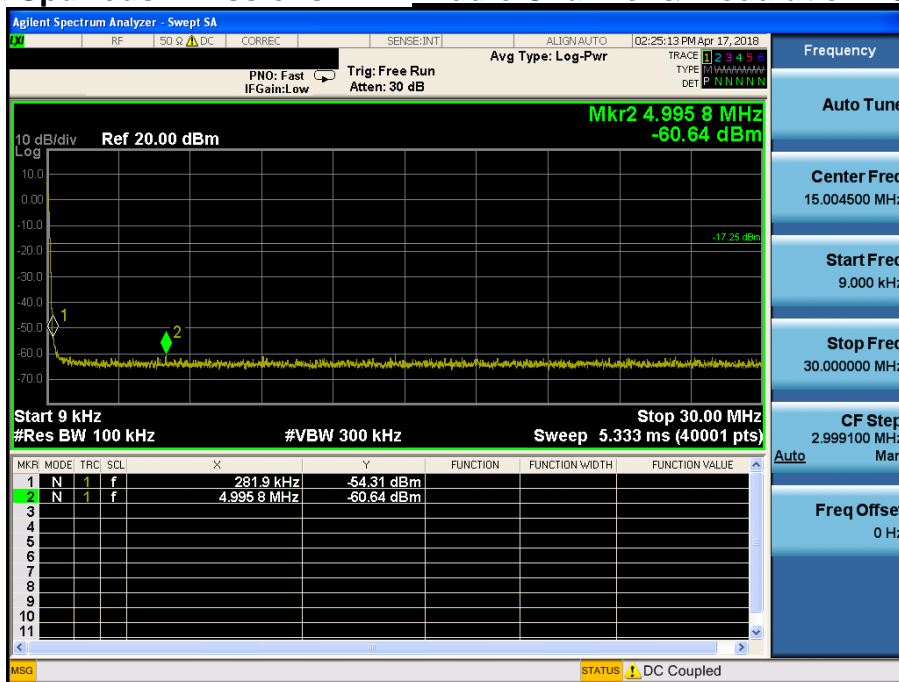 Agilent Spectrum Analyzer - Swept SA
LXI RF 50 Ω DC CORREC SENSE:INT ALIGN AUTO 02:25:13 PM Apr 17, 2018
Frequency
Avg Type: Log-Pwr TRACE 1 2 3 4 5 6
PNO: Fast Trig: Free Run TYPE M WWWWW
IFGain:Low Atten: 30 dB DET P N N N N N
Auto Tune
Mkr2 4.995 8 MHz
10 dB/div Ref 20.00 dBm -60.64 dBm
Log
10.0
0.00
-10.0
-17.25 dBm
-20.0
-30.0
-40.0
-50.0
-60.0
-70.0
1
2
Start 9 kHz Stop 30.00 MHz
#Res BW 100 kHz #VBW 300 kHz Sweep 5.333 ms (40001 pts)
Center Freq
15.004500 MHz
Start Freq
9.000 kHz
Stop Freq
30.000000 MHz
CF Step
2.999100 MHz
Auto Man
Freq Offset
0 Hz
MKR MODE TRC SCL X Y FUNCTION FUNCTION WIDTH FUNCTION VALUE
1 N 1 f 281.9 kHz -54.31 dBm
2 N 1 f 4.995 8 MHz -60.64 dBm
3
4
5
6
7
8
9
10
11
MSG STATUS DC Coupled